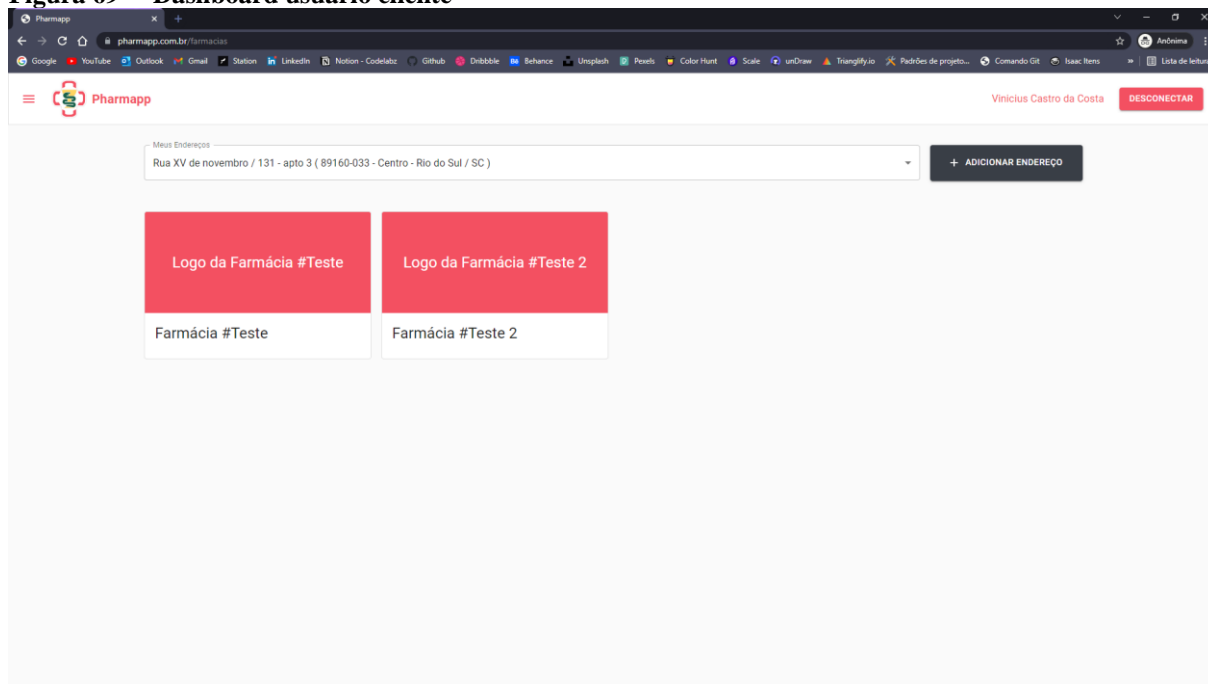 Figura 69 – Dashboard usuário cliente
Pharmapp
pharmapp.com.br/farmacias
Anônima
Google YouTube Outlook Gmail Station LinkedIn Notion - Codelabz Github Dribbble Behance Unsplash Pexels Color Hunt Scale unDraw Trianglify.io Padrões de projeto... Comando Git Isaac Itens » Lista de leitura
Pharmapp
Vinicius Castro da Costa
DESCONECTAR
Meus Endereços
Rua XV de novembro / 131 - apto 3 ( 89160-033 - Centro - Rio do Sul / SC )
+ ADICIONAR ENDEREÇO
Logo da Farmácia #Teste
Logo da Farmácia #Teste 2
Farmácia #Teste
Farmácia #Teste 2